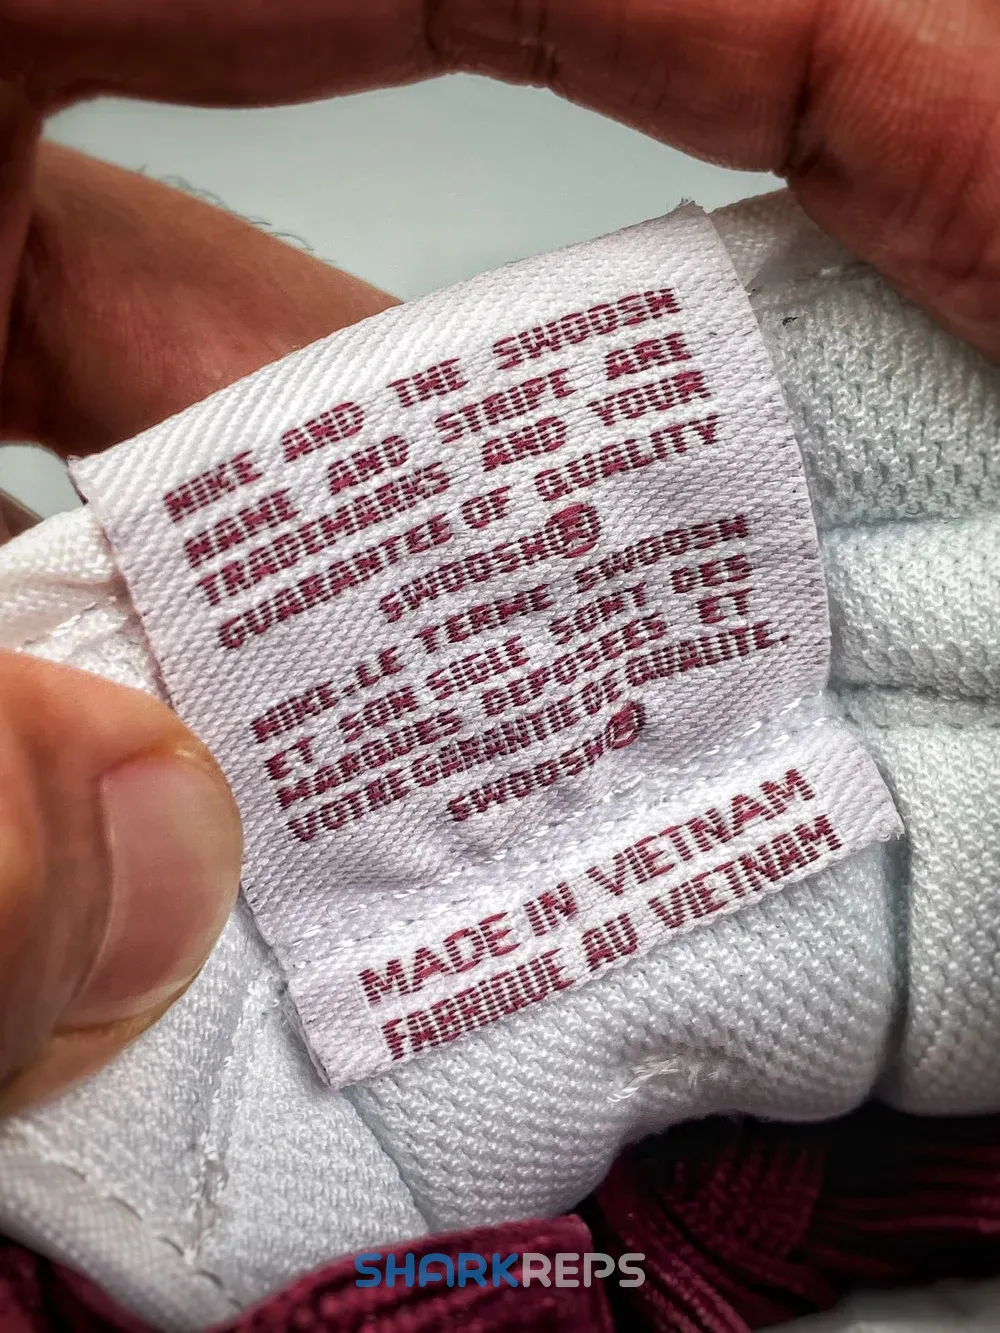 NIKE AND THE SWOOSH
NAME AND STRIPE ARE
TRADEMARKS AND YOUR
GUARANTEE OF QUALITY
SWOOSH®
NIKE.LE TERME SWOOSH
ET SON SIGLE SONT DES
MARQUES DEPOSEES ET
VOTRE GARANTIE DE QUALITE.
SWOOSH®
MADE IN VIETNAM
FABRIQUE AU VIETNAM
SHARKREPS